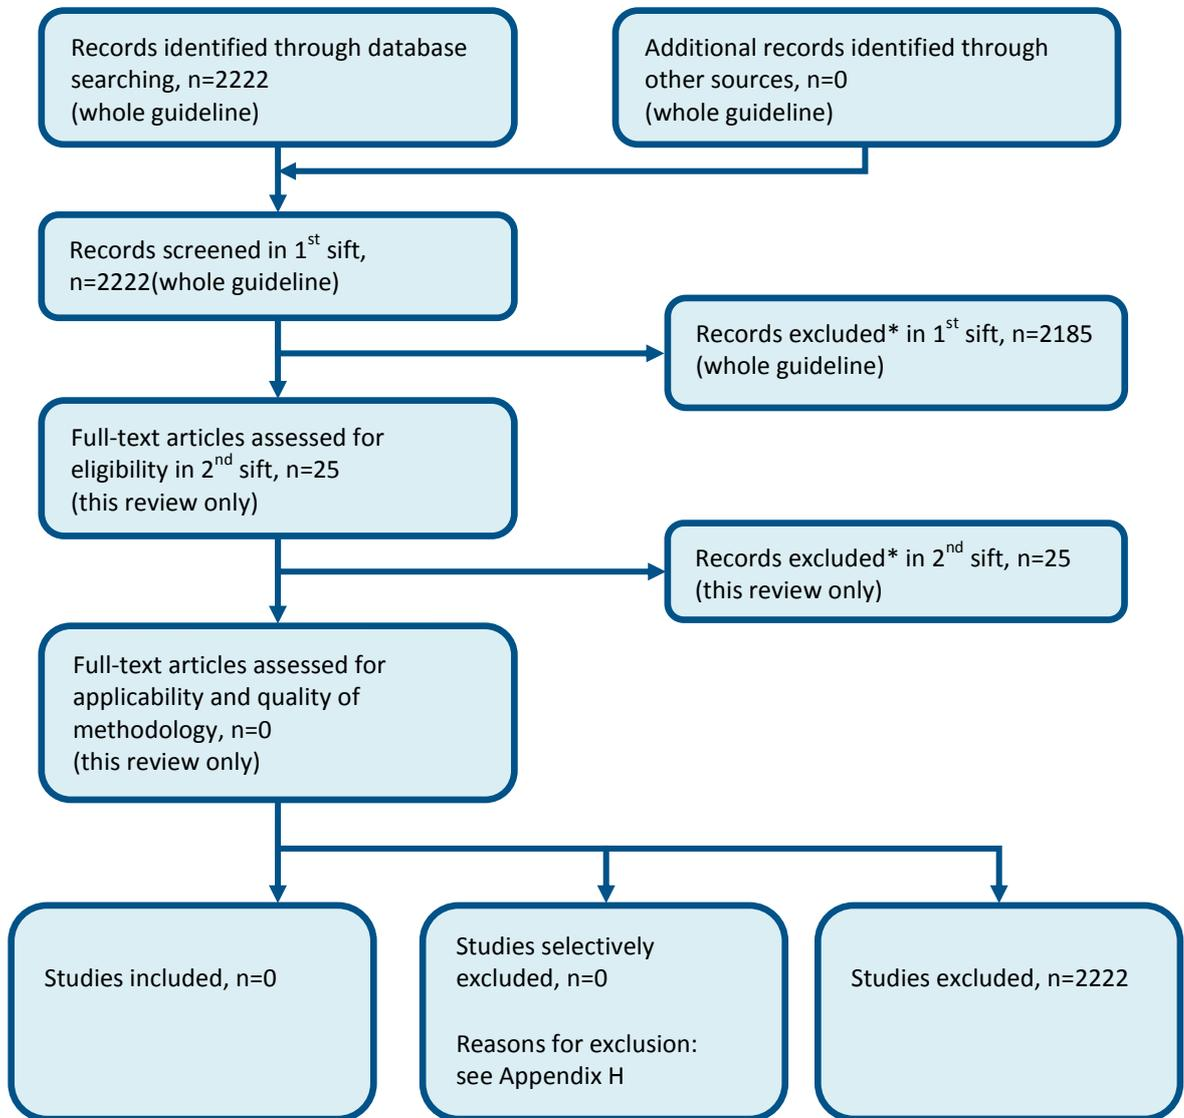 Records identified through database
searching, n=2222
(whole guideline)
Additional records identified through
other sources, n=0
(whole guideline)
Records screened in 1st sift,
n=2222(whole guideline)
Records excluded* in 1st sift, n=2185
(whole guideline)
Full-text articles assessed for
eligibility in 2nd sift, n=25
(this review only)
Records excluded* in 2nd sift, n=25
(this review only)
Full-text articles assessed for
applicability and quality of
methodology, n=0
(this review only)
Studies included, n=0
Studies selectively
excluded, n=0
Reasons for exclusion:
see Appendix H
Studies excluded, n=2222